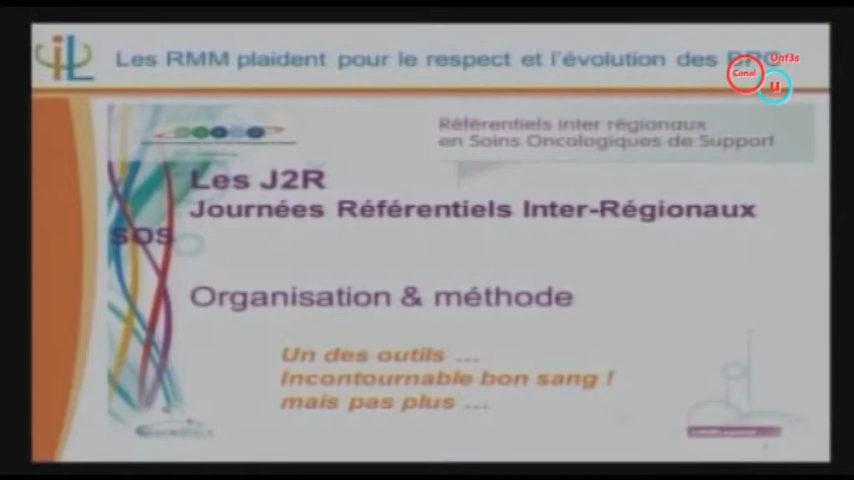 Les RMM plaident pour le respect et l'évolution des BPC
Unf3s
Canal
u
Référentiels inter régionaux
en Soins Oncologiques de Support
Les J2R
Journées Référentiels Inter-Régionaux
SOS
Organisation & méthode
Un des outils ...
Incontournable bon sang !
mais pas plus ...